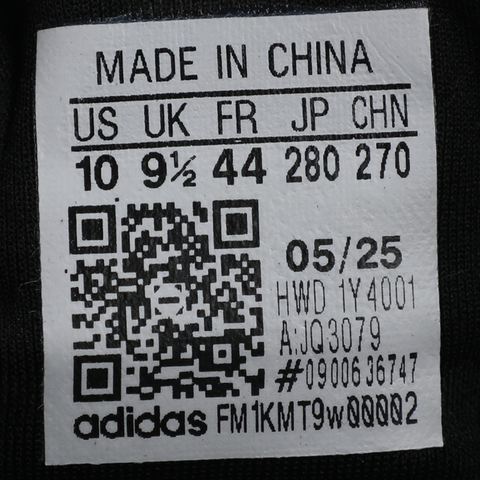 MADE IN CHINA
US UK FR JP CHN
10 9½ 44 280 270
05/25
HWD 1Y4001
A:JQ3079
#0900636747
adidas FM1KMT9w00002